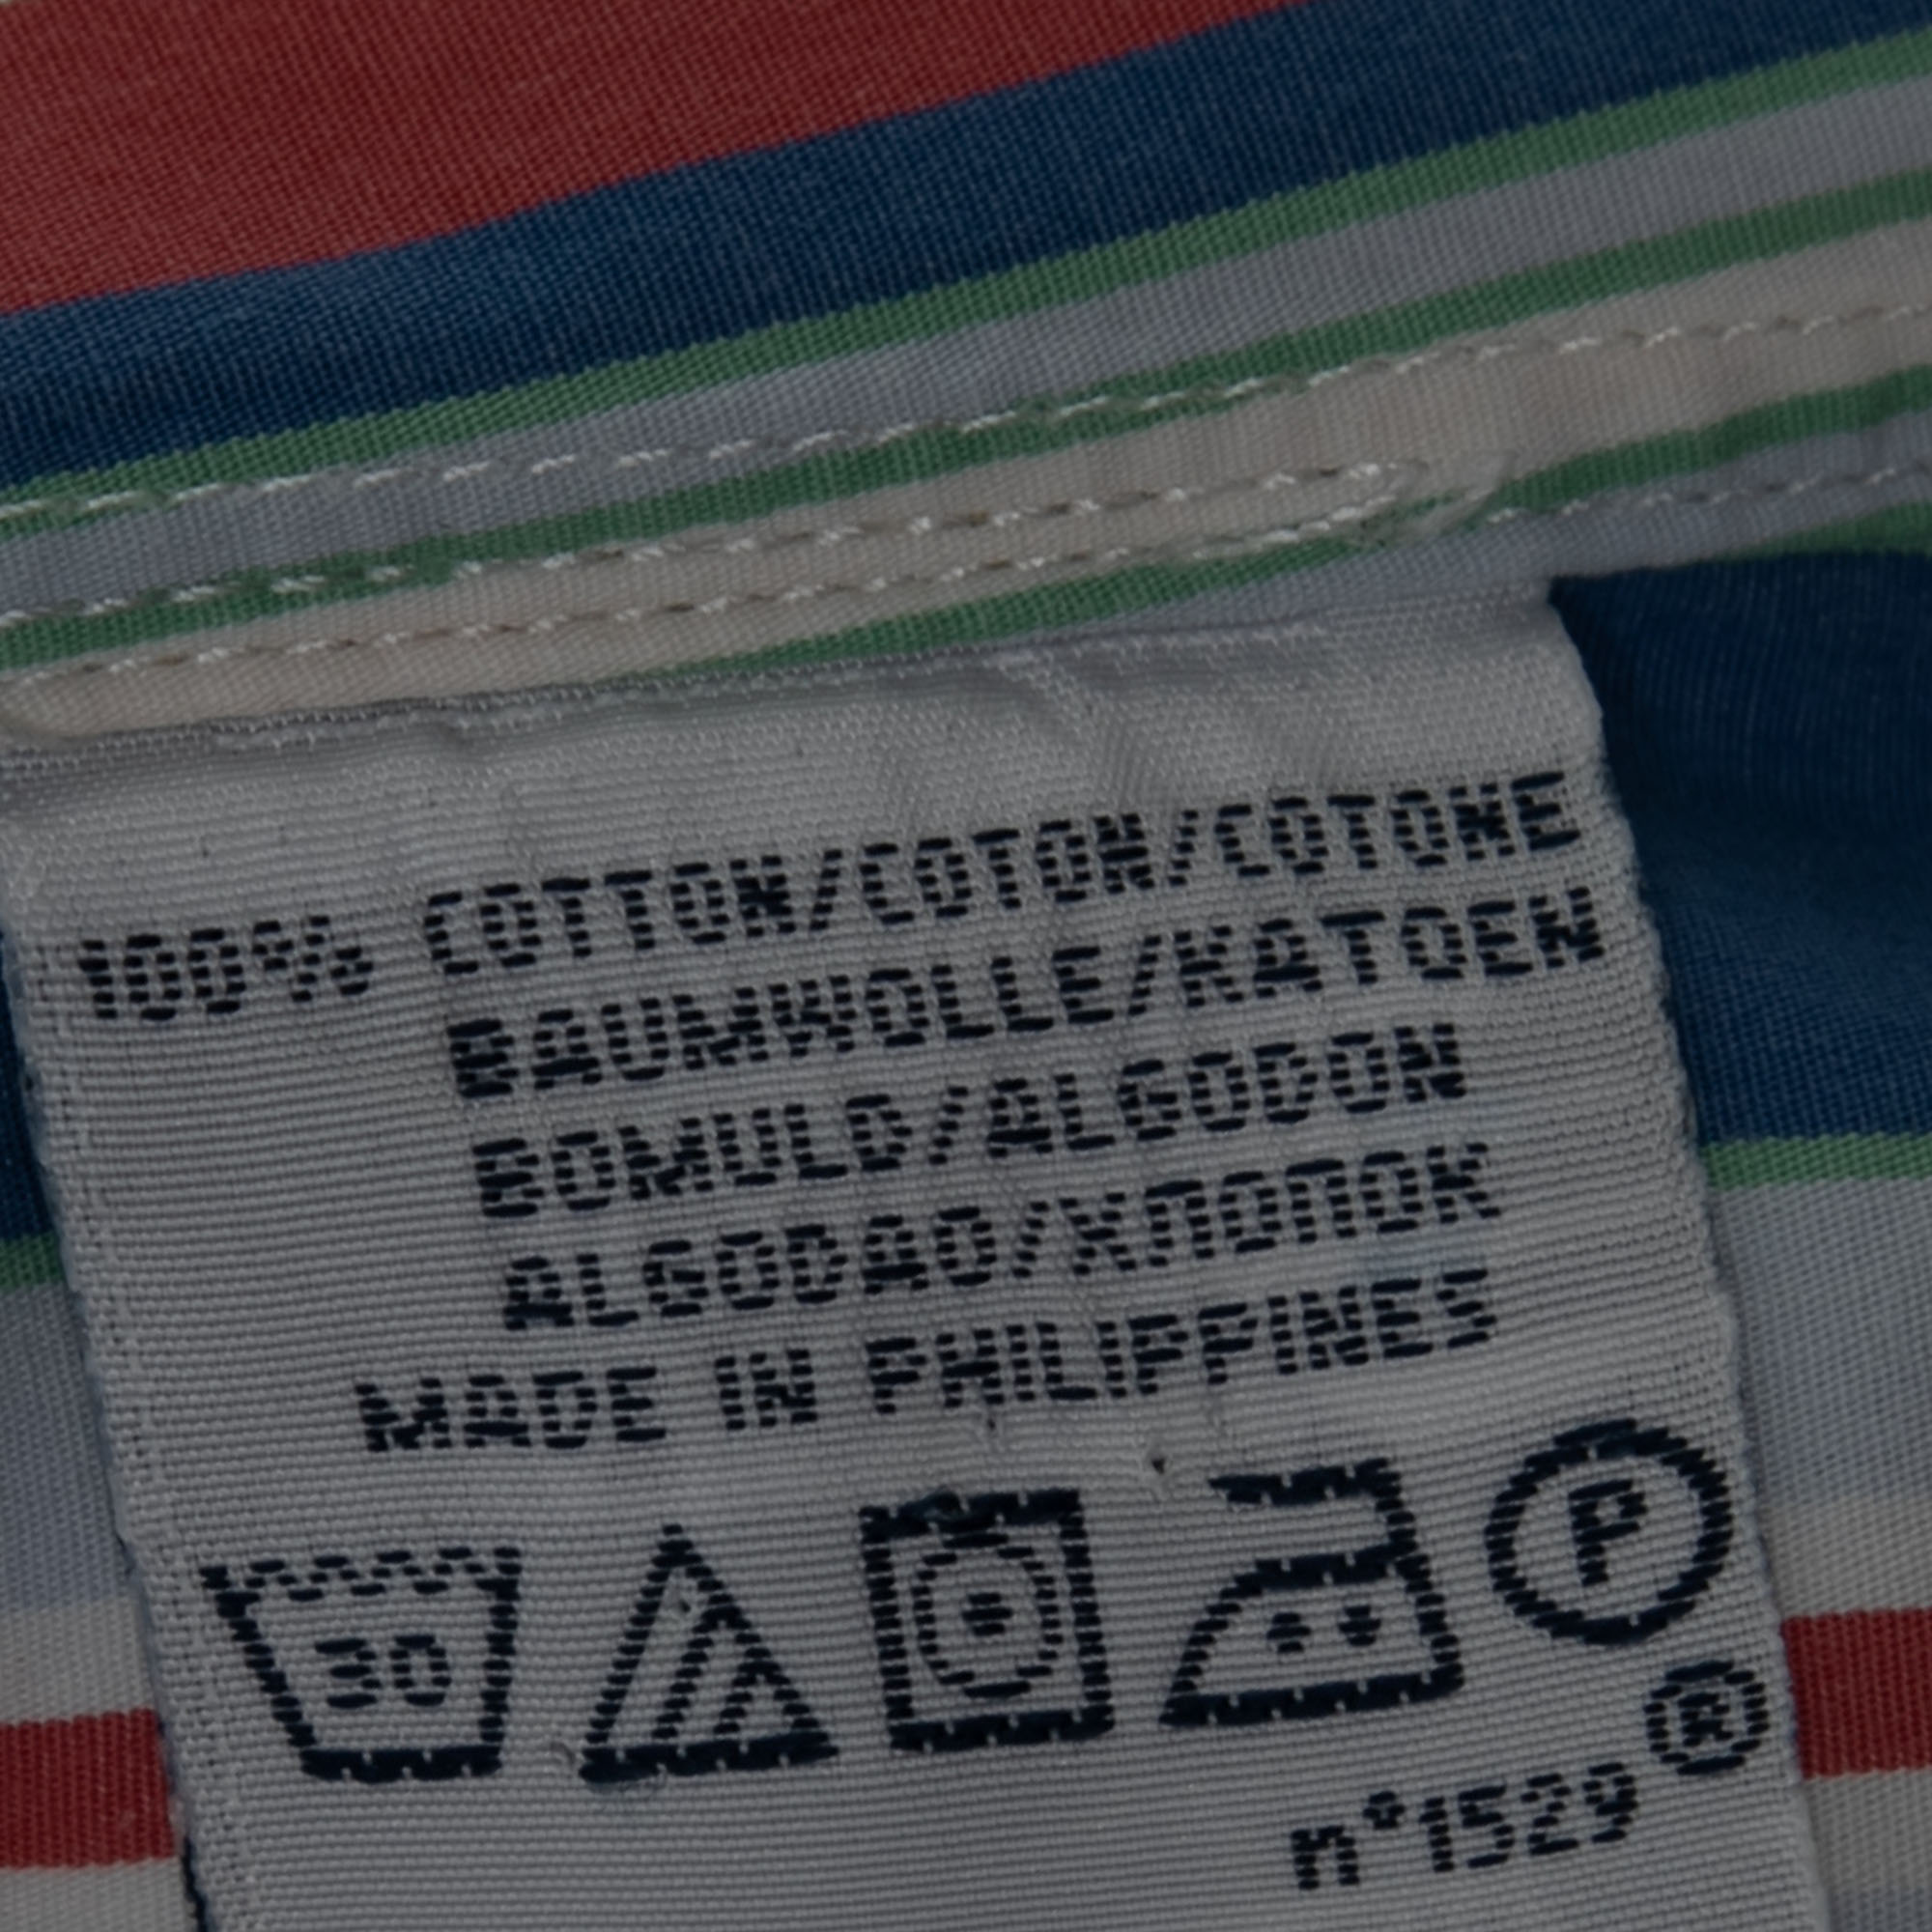 100% COTTON/COTON/COTONE
BAUMWOLLE/KATOEN
BOMULD/ALGODON
ALGODAO/ХЛОПОК
MADE IN PHILIPPINES
30
P
®
n°1529